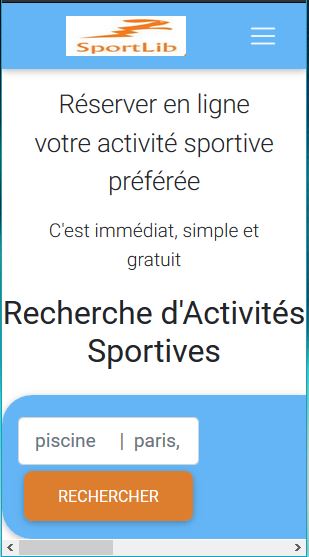 SportLib
Réserver en ligne
votre activité sportive
préférée
C'est immédiat, simple et
gratuit
Recherche d'Activités
Sportives
piscine | paris,
RECHERCHER